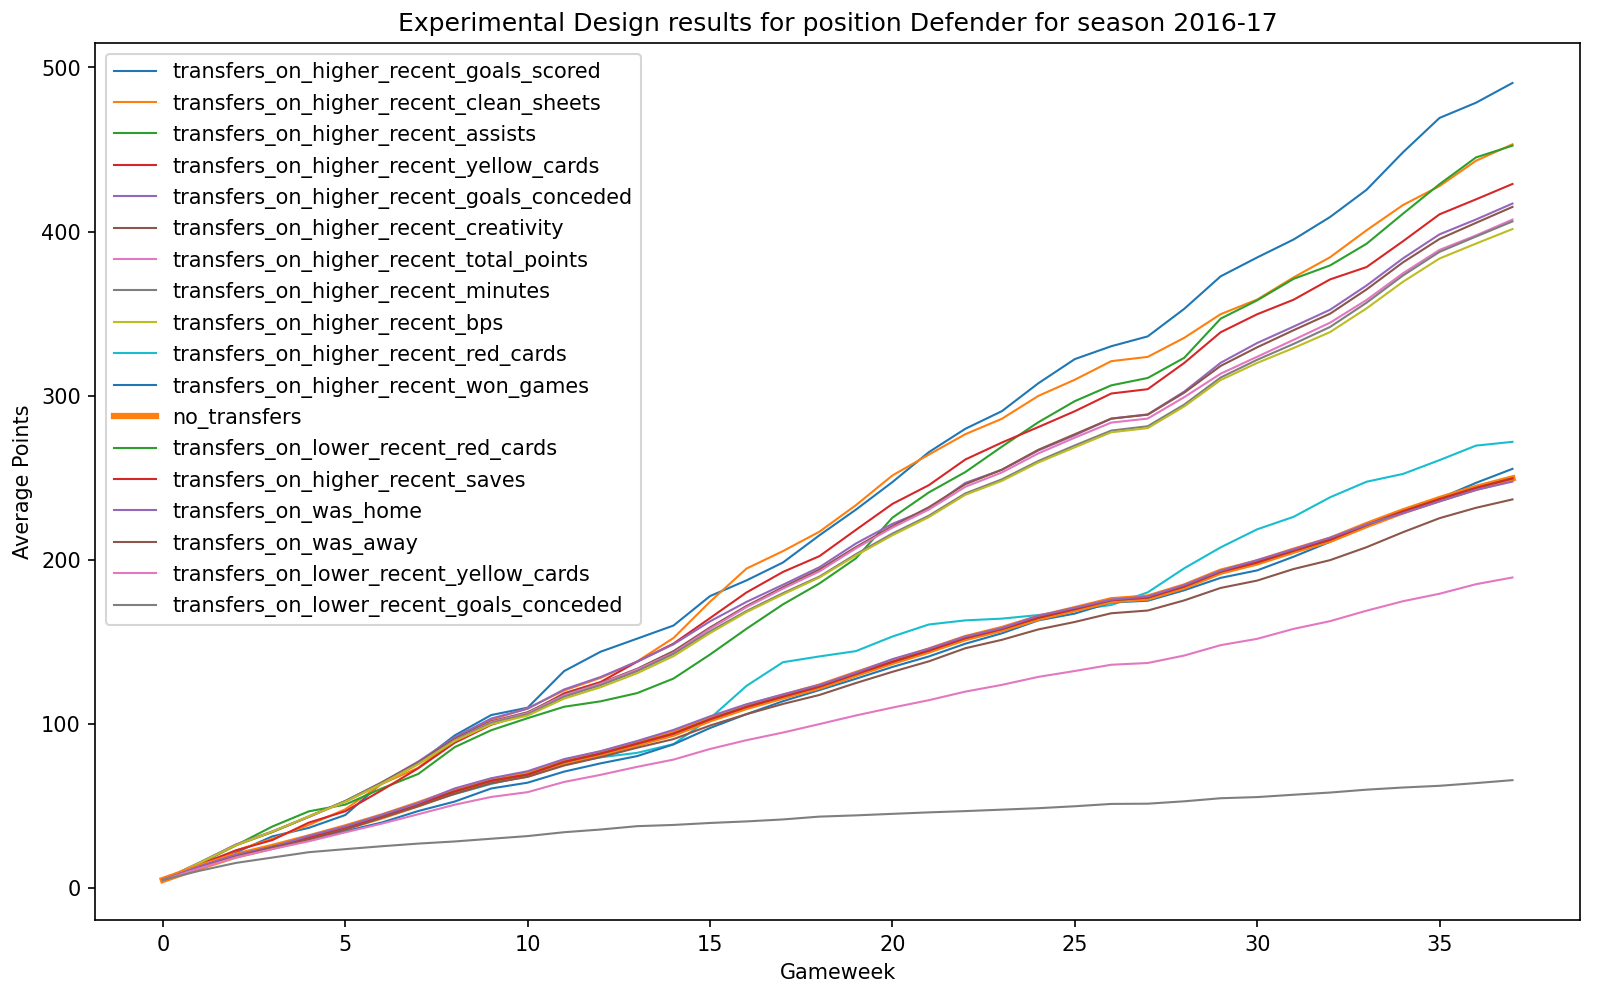 Experimental Design results for position Defender for season 2016-17
500
400
300
200
100
0
Average Points
transfers_on_higher_recent_goals_scored
transfers_on_higher_recent_clean_sheets
transfers_on_higher_recent_assists
transfers_on_higher_recent_yellow_cards
transfers_on_higher_recent_goals_conceded
transfers_on_higher_recent_creativity
transfers_on_higher_recent_total_points
transfers_on_higher_recent_minutes
transfers_on_higher_recent_bps
transfers_on_higher_recent_red_cards
transfers_on_higher_recent_won_games
no_transfers
transfers_on_lower_recent_red_cards
transfers_on_higher_recent_saves
transfers_on_was_home
transfers_on_was_away
transfers_on_lower_recent_yellow_cards
transfers_on_lower_recent_goals_conceded
0 5 10 15 20 25 30 35
Gameweek